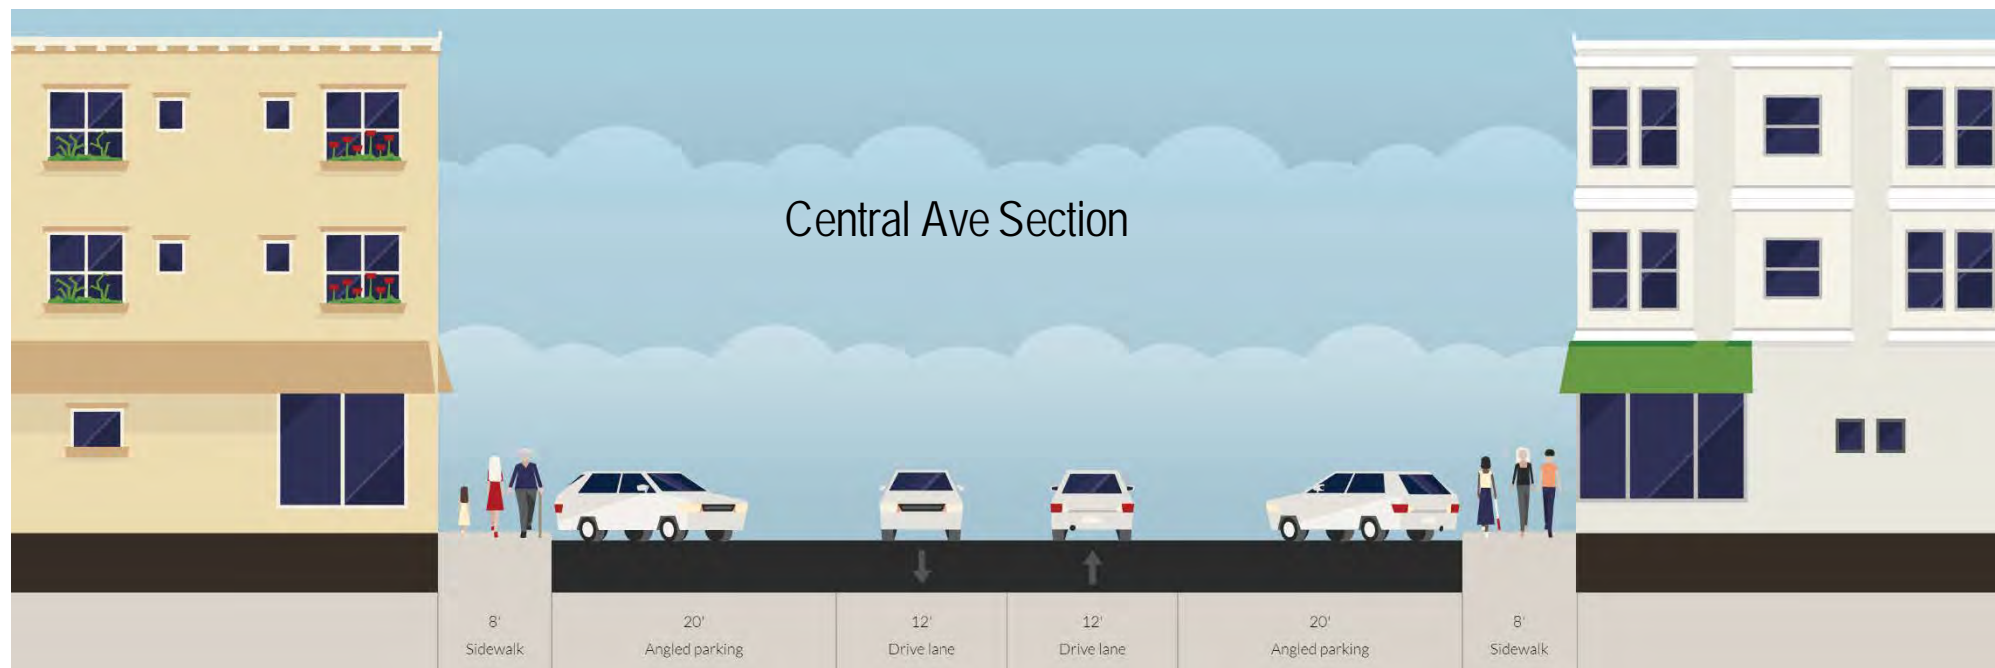 Central Ave Section
8' 20' 12' 12' 20' 8'
Sidewalk Angled parking Drive lane Drive lane Angled parking Sidewalk